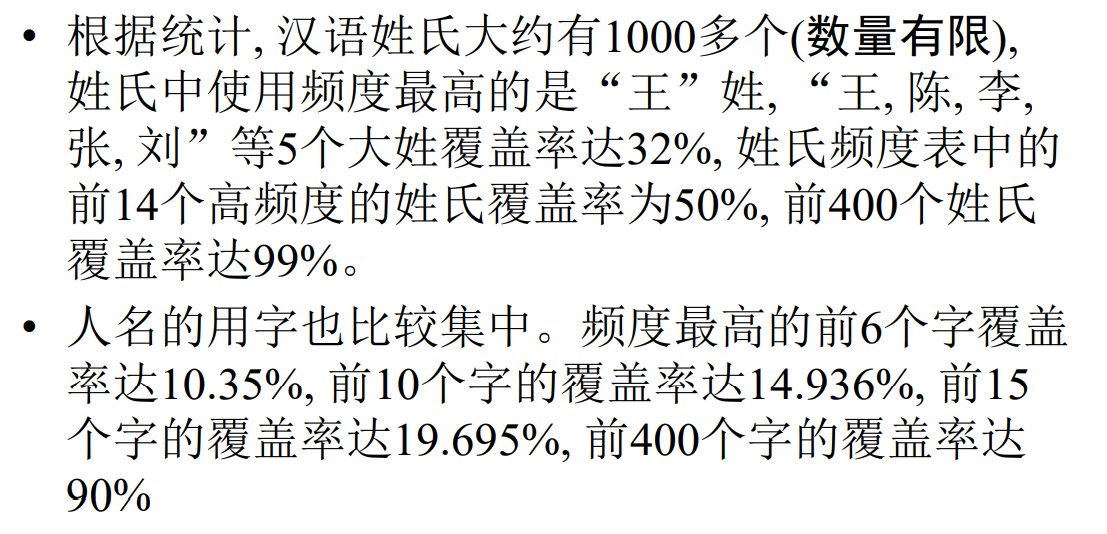 • 根据统计, 汉语姓氏大约有1000多个(数量有限),
姓氏中使用频度最高的是“王”姓, “王, 陈, 李,
张, 刘”等5个大姓覆盖率达32%, 姓氏频度表中的
前14个高频度的姓氏覆盖率为50%, 前400个姓氏
覆盖率达99%。
• 人名的用字也比较集中。频度最高的前6个字覆盖
率达10.35%, 前10个字的覆盖率达14.936%, 前15
个字的覆盖率达19.695%, 前400个字的覆盖率达
90%